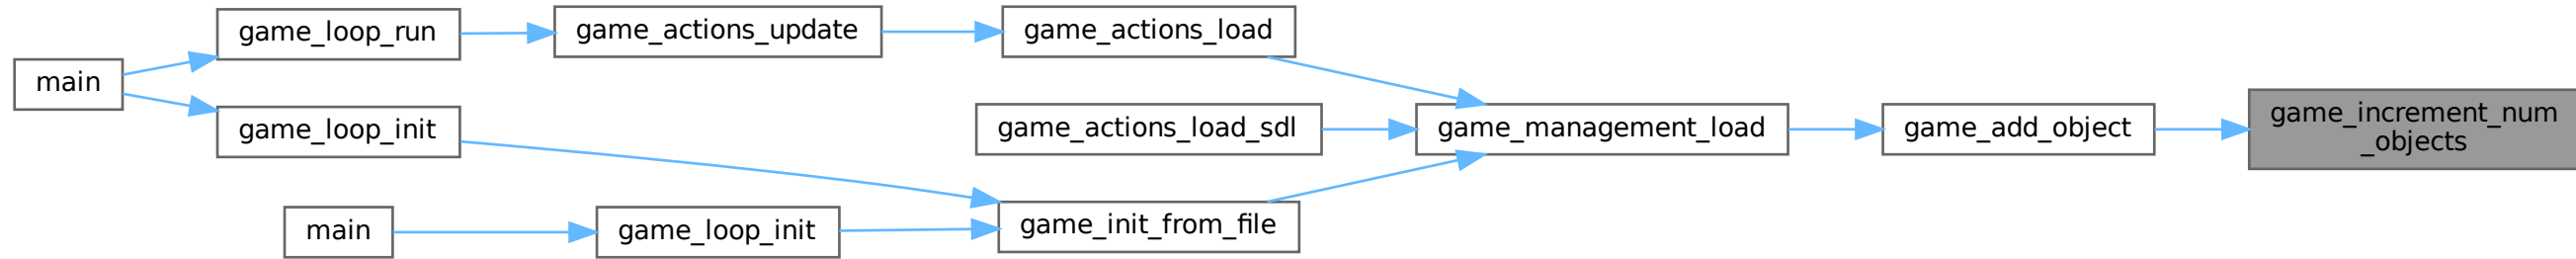 game_loop_run
game_actions_update
game_actions_load
main
game_loop_init
game_actions_load_sdl
game_management_load
game_add_object
game_increment_num
_objects
main
game_loop_init
game_init_from_file